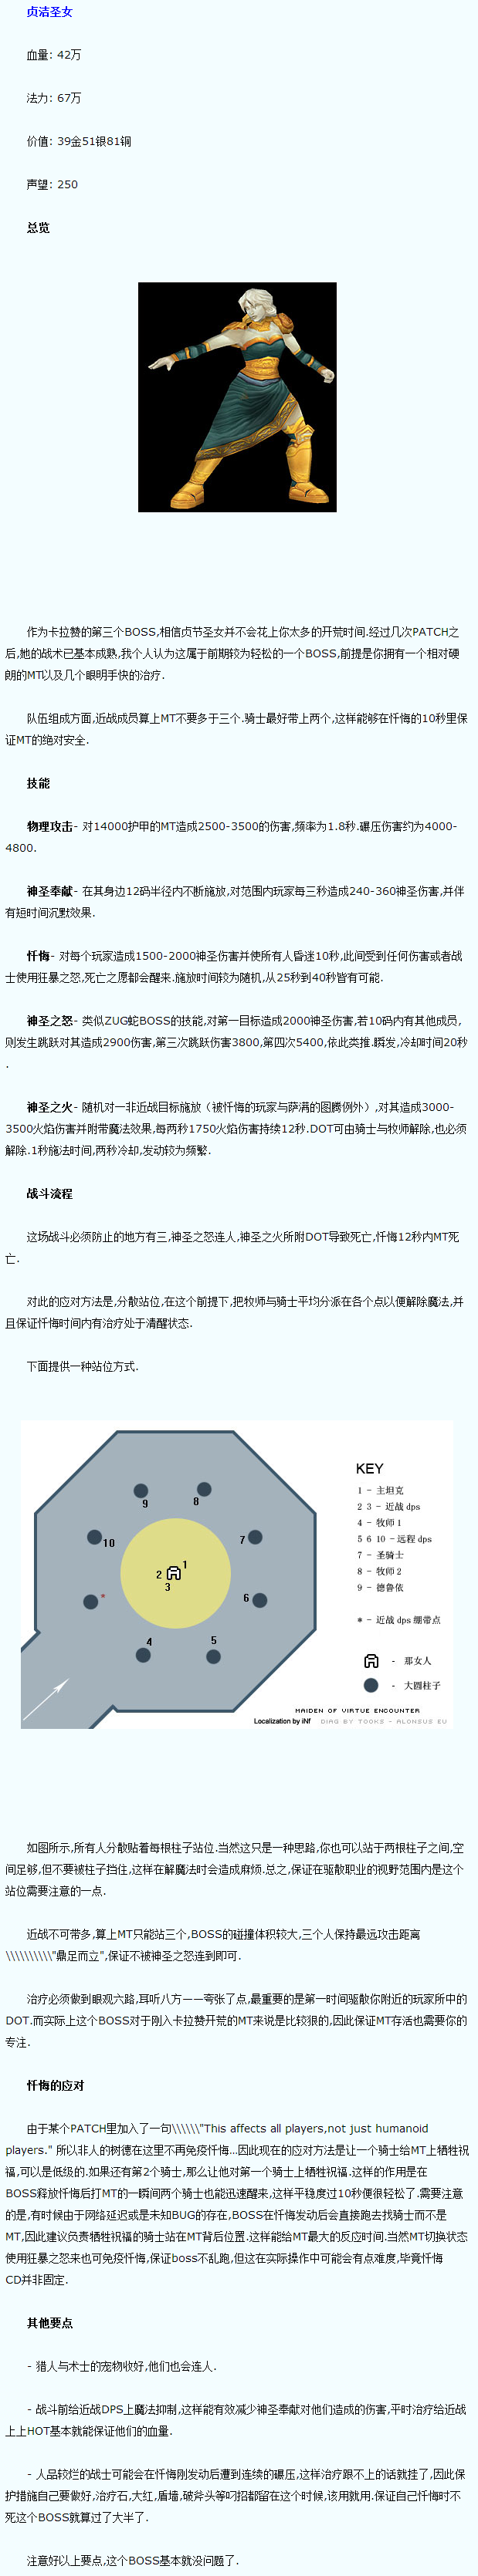 贞洁圣女
血量: 42万
法力: 67万
价值: 39金51银81铜
声望: 250
总览
作为卡拉赞的第三个BOSS,相信贞节圣女并不会花上你太多的开荒时间.经过几次PATCH之
后,她的战术已基本成熟,我个人认为这属于前期较为轻松的一个BOSS,前提是你拥有一个相对硬
朗的MT以及几个眼明手快的治疗.
队伍组成方面,近战成员算上MT不要多于三个.骑士最好带上两个,这样能够在忏悔的10秒里保
证MT的绝对安全.
技能
物理攻击- 对14000护甲的MT造成2500-3500的伤害,频率为1.8秒.碾压伤害约为4000-
4800.
神圣奉献- 在其身边12码半径内不断施放,对范围内玩家每三秒造成240-360神圣伤害,并伴
有短时间沉默效果.
忏悔- 对每个玩家造成1500-2000神圣伤害并使所有人昏迷10秒,此间受到任何伤害或者战
士使用狂暴之怒,死亡之愿都会醒来.施放时间较为随机,从25秒到40秒皆有可能.
神圣之怒- 类似ZUG蛇BOSS的技能,对第一目标造成2000神圣伤害,若10码内有其他成员,
则发生跳跃对其造成2900伤害,第三次跳跃伤害3800,第四次5400,依此类推.瞬发,冷却时间20秒
.
神圣之火- 随机对一非近战目标施放（被忏悔的玩家与萨满的图腾例外）,对其造成3000-
3500火焰伤害并附带魔法效果,每两秒1750火焰伤害持续12秒.DOT可由骑士与牧师解除,也必须
解除.1秒施法时间,两秒冷却,发动较为频繁.
战斗流程
这场战斗必须防止的地方有三,神圣之怒连人,神圣之火所附DOT导致死亡,忏悔12秒内MT死
亡.
对此的应对方法是,分散站位,在这个前提下,把牧师与骑士平均分派在各个点以便解除魔法,并
且保证忏悔时间内有治疗处于清醒状态.
下面提供一种站位方式.
KEY
1 - 主坦克
2 3 - 近战 dps
4 - 牧师 1
5 6 10 - 远程 dps
7 - 圣骑士
8 - 牧师 2
9 - 德鲁依
* - 近战 dps 绷带点
- 那女人
- 大圆柱子
9
8
10
7
2
1
3
*
6
4
5
MAIDEN OF VIRTUE ENCOUNTER
Localization by iNf
DIAG BY TOOKS - ALONSUS EU
如图所示,所有人分散贴着每根柱子站位.当然这只是一种思路,你也可以站于两根柱子之间,空
间足够,但不要被柱子挡住,这样在解魔法时会造成麻烦.总之,保证在驱散职业的视野范围内是这个
站位需要注意的一点.
近战不可带多,算上MT只能站三个,BOSS的碰撞体积较大,三个人保持最远攻击距离
\\\\\\\\\\"鼎足而立",保证不被神圣之怒连到即可.
治疗必须做到眼观六路,耳听八方——夸张了点,最重要的是第一时间驱散你附近的玩家所中的
DOT.而实际上这个BOSS对于刚入卡拉赞开荒的MT来说是比较狠的,因此保证MT存活也需要你的
专注.
忏悔的应对
由于某个PATCH里加入了一句\\\\\\"This affects all players,not just humanoid
players." 所以非人的树德在这里不再免疫忏悔…因此现在的应对方法是让一个骑士给MT上牺牲祝
福,可以是低级的.如果还有第2个骑士,那么让他对第一个骑士上牺牲祝福.这样的作用是在
BOSS释放忏悔后打MT的一瞬间两个骑士也能迅速醒来,这样平稳度过10秒便很轻松了.需要注意
的是,有时候由于网络延迟或是未知BUG的存在,BOSS在忏悔发动后会直接跑去找骑士而不是
MT,因此建议负责牺牲祝福的骑士站在MT背后位置.这样能给MT最大的反应时间.当然MT切换状态
使用狂暴之怒来也可免疫忏悔,保证boss不乱跑,但这在实际操作中可能会有点难度,毕竟忏悔
CD并非固定.
其他要点
- 猎人与术士的宠物收好,他们也会连人.
- 战斗前给近战DPS上魔法抑制,这样能有效减少神圣奉献对他们造成的伤害,平时治疗给近战
上上HOT基本就能保证他们的血量.
- 人品较烂的战士可能会在忏悔刚发动后遭到连续的碾压,这样治疗跟不上的话就挂了,因此保
护措施自己要做好,治疗石,大红,盾墙,破斧头等叼招都留在这个时候,该用就用.保证自己忏悔时不
死这个BOSS就算过了大半了.
注意好以上要点,这个BOSS基本就没问题了.